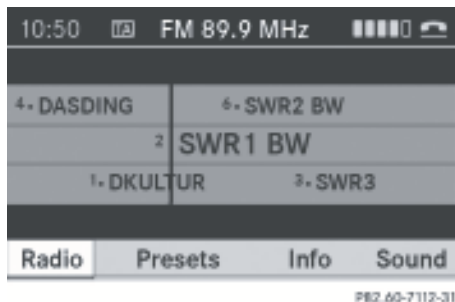 10:50 TA FM 89.9 MHz
4• DASDING 6• SWR2 BW
2 SWR1 BW
1• DKULTUR 3• SWR3
Radio Presets Info Sound
P82.60-7112-31